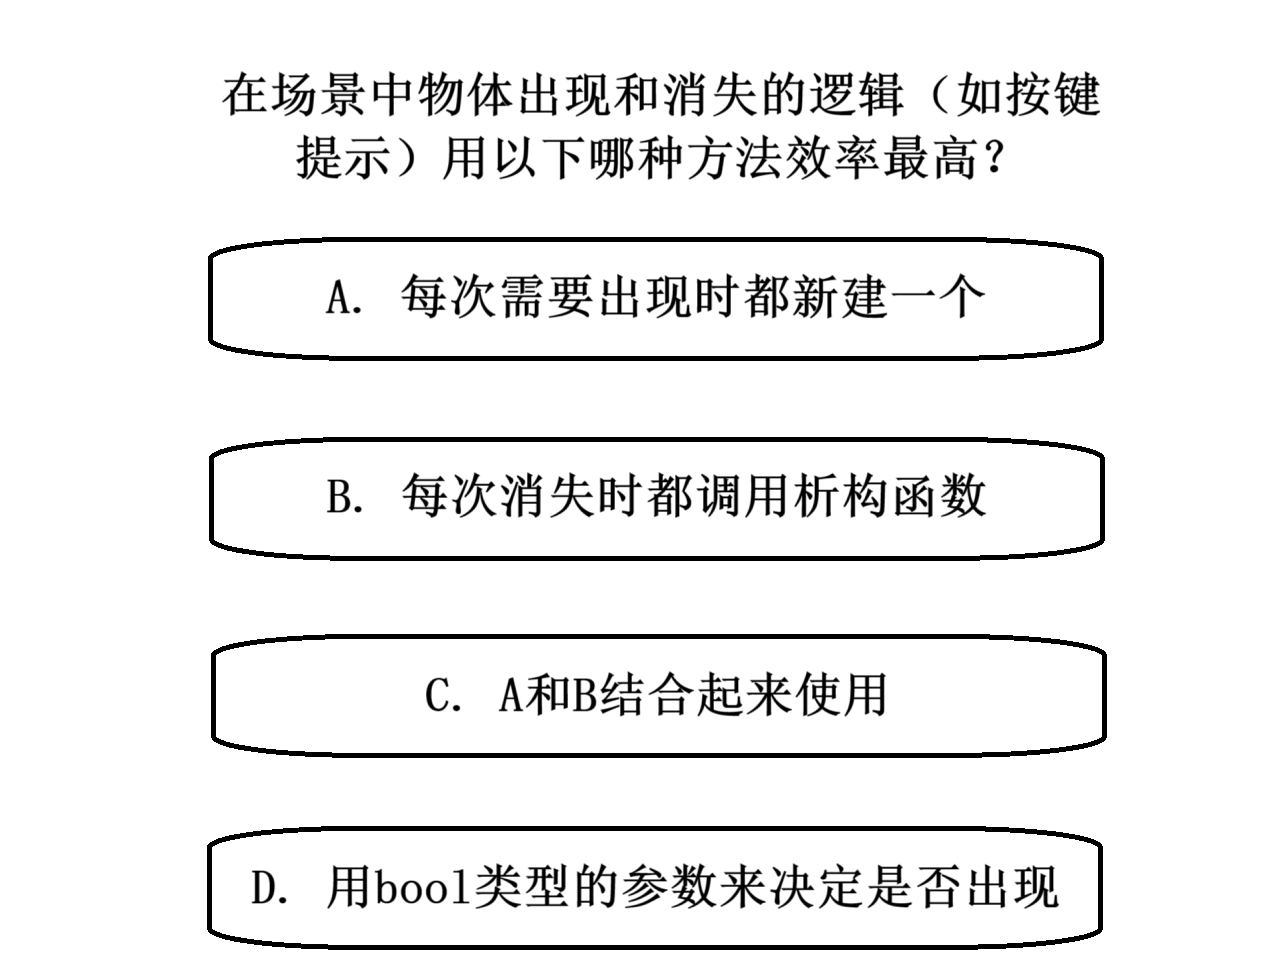 在场景中物体出现和消失的逻辑（如按键
提示）用以下哪种方法效率最高？
A. 每次需要出现时都新建一个
B. 每次消失时都调用析构函数
C. A和B结合起来使用
D. 用bool类型的参数来决定是否出现